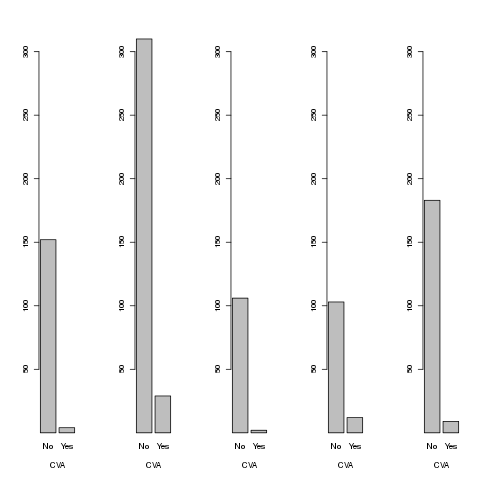 300 300 300 300 300
250 250 250 250 250
200 200 200 200 200
150 150 150 150 150
100 100 100 100 100
50 50 50 50 50
No Yes No Yes No Yes No Yes No Yes
CVA CVA CVA CVA CVA